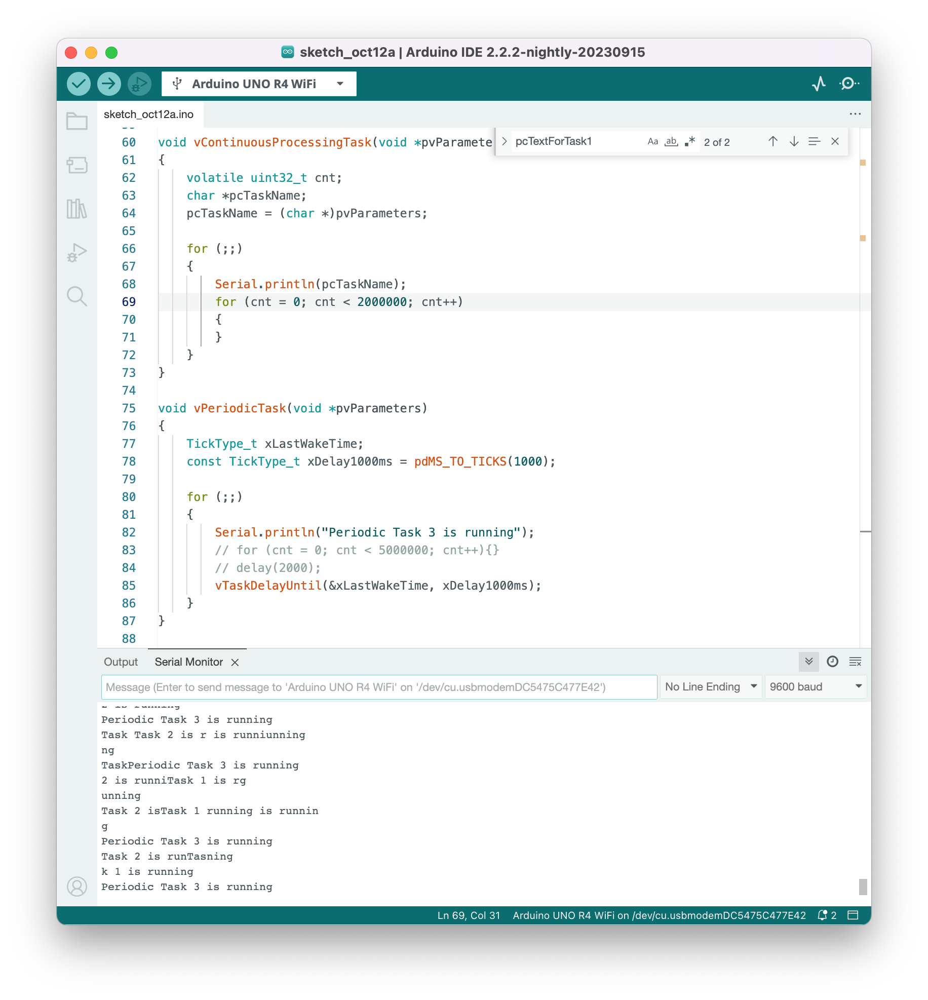 sketch_oct12a | Arduino IDE 2.2.2-nightly-20230915
Arduino UNO R4 WiFi
sketch_oct12a.ino
pcTextForTask1 Aa ab 2 of 2
60 void vContinuousProcessingTask(void *pvParamete
61 {
62 volatile uint32_t cnt;
63 char *pcTaskName;
64 pcTaskName = (char *)pvParameters;
65
66 for (;;)
67 {
68 Serial.println(pcTaskName);
69 for (cnt = 0; cnt < 2000000; cnt++)
70 {
71 }
72 }
73 }
74
75 void vPeriodicTask(void *pvParameters)
76 {
77 TickType_t xLastWakeTime;
78 const TickType_t xDelay1000ms = pdMS_TO_TICKS(1000);
79
80 for (;;)
81 {
82 Serial.println("Periodic Task 3 is running");
83 // for (cnt = 0; cnt < 5000000; cnt++){}
84 // delay(2000);
85 vTaskDelayUntil(&xLastWakeTime, xDelay1000ms);
86 }
87 }
88
Output Serial Monitor
Message (Enter to send message to 'Arduino UNO R4 WiFi' on '/dev/cu.usbmodemDC5475C477E42') No Line Ending 9600 baud
2 is running
Periodic Task 3 is running
Task Task 2 is r is runniunning
ng
TaskPeriodic Task 3 is running
2 is runniTask 1 is rg
unning
Task 2 isTask 1 running is runnin
g
Periodic Task 3 is running
Task 2 is runTasning
k 1 is running
Periodic Task 3 is running
Ln 69, Col 31 Arduino UNO R4 WiFi on /dev/cu.usbmodemDC5475C477E42 2